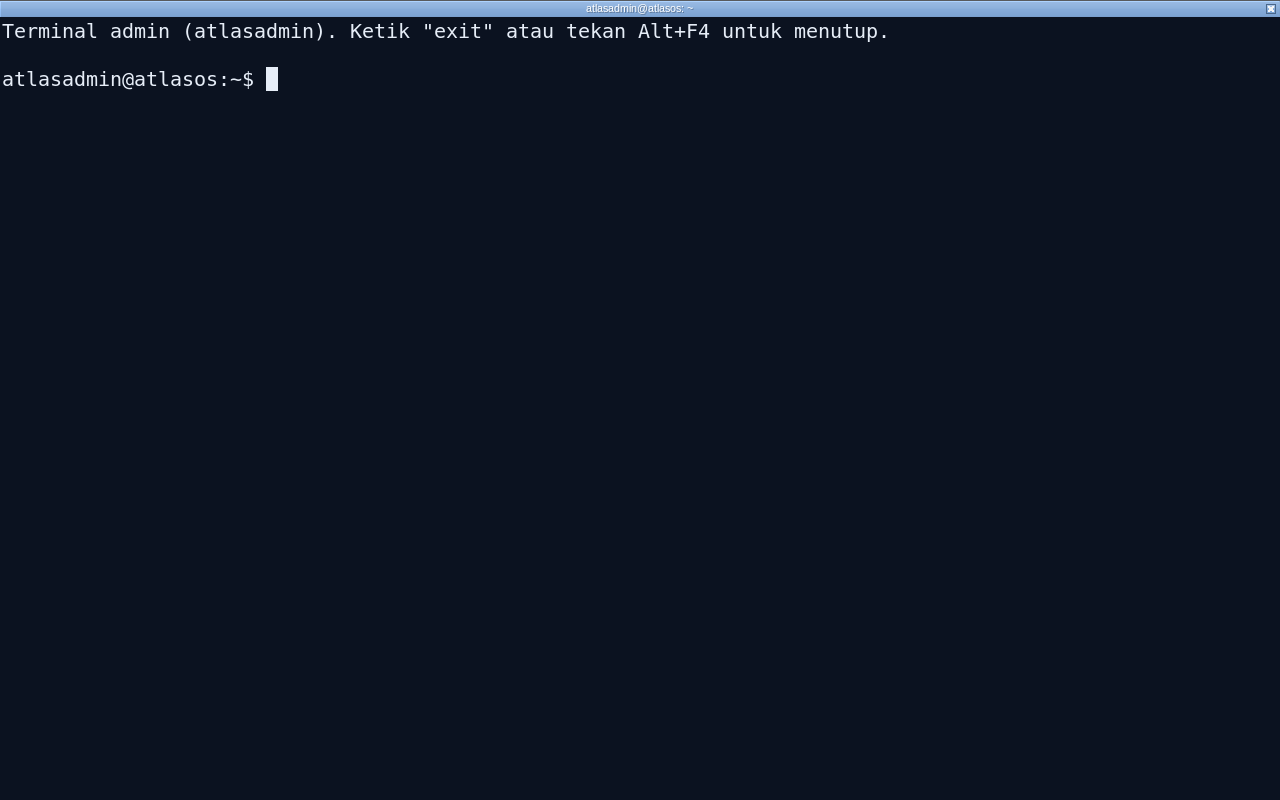 atlasadmin@atlasos: ~
Terminal admin (atlasadmin). Ketik "exit" atau tekan Alt+F4 untuk menutup.
atlasadmin@atlasos:~$